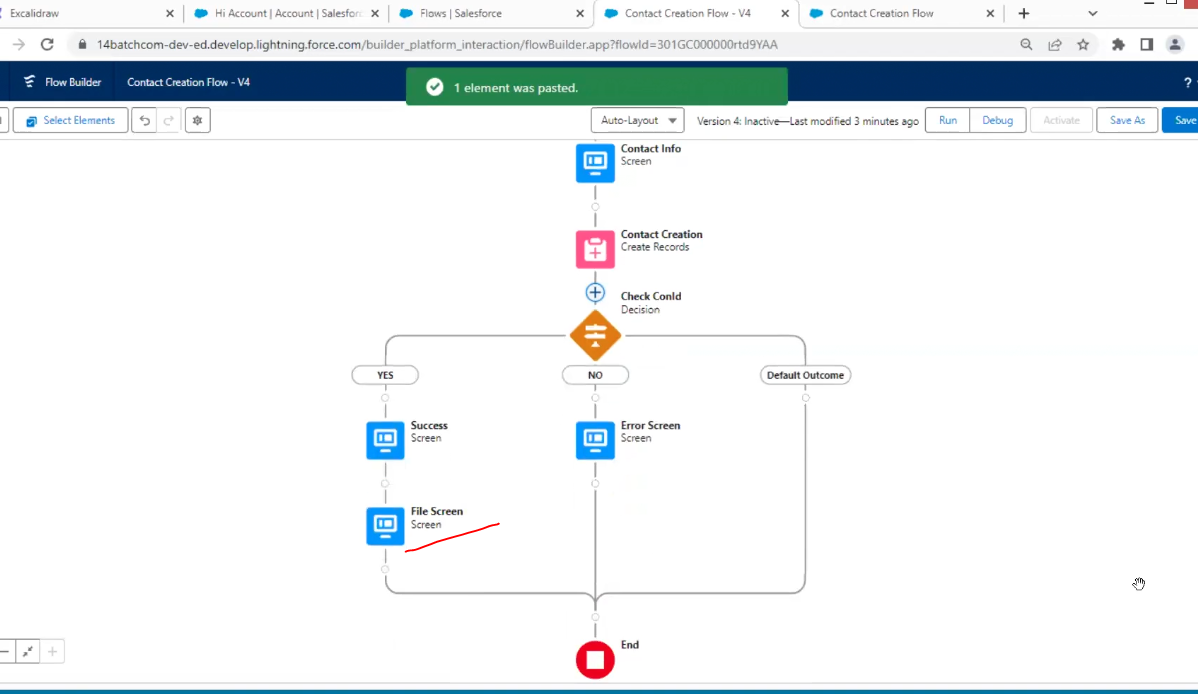 Excalidraw
Hi Account | Account | Salesforc
Flows | Salesforce
Contact Creation Flow - V4
Contact Creation Flow
14batchcom-dev-ed.develop.lightning.force.com/builder_platform_interaction/flowBuilder.app?flowId=301GC000000rtd9YAA
Flow Builder
Contact Creation Flow - V4
1 element was pasted.
?
Select Elements
Auto-Layout
Version 4: Inactive—Last modified 3 minutes ago
Run
Debug
Activate
Save As
Save
Contact Info
Screen
Contact Creation
Create Records
Check ConId
Decision
YES
NO
Default Outcome
Success
Screen
Error Screen
Screen
File Screen
Screen
End